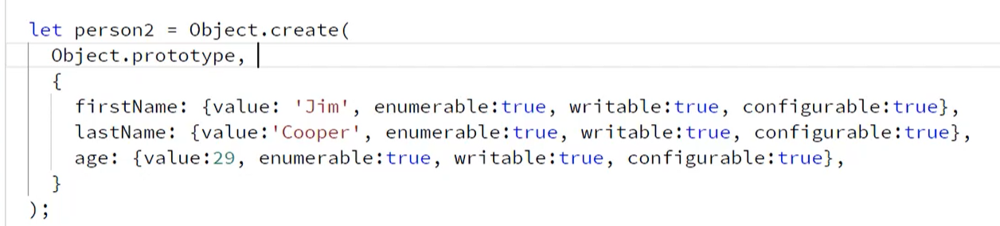 let person2 = Object.create(
Object.prototype,
{
firstName: {value: 'Jim', enumerable:true, writable:true, configurable:true},
lastName: {value:'Cooper', enumerable:true, writable:true, configurable:true},
age: {value:29, enumerable:true, writable:true, configurable:true},
}
);